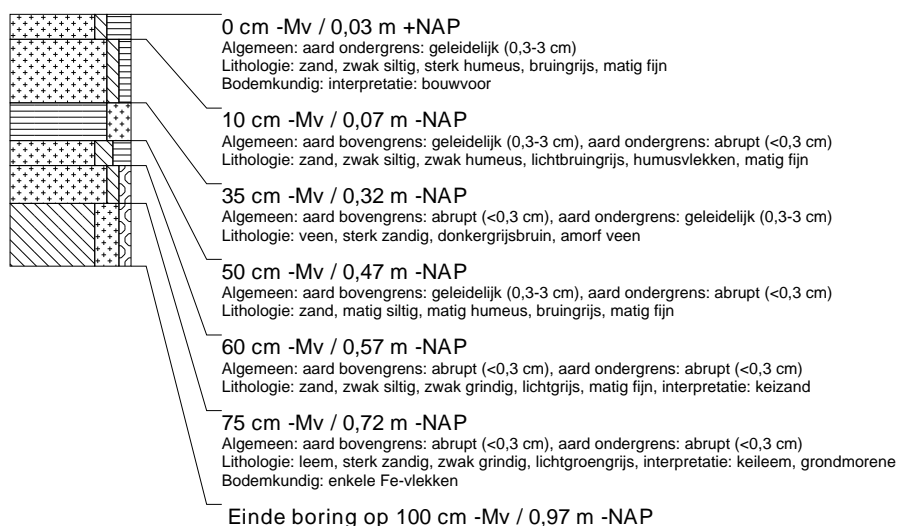 0 cm -Mv / 0,03 m +NAP
Algemeen: aard ondergrens: geleidelijk (0,3-3 cm)
Lithologie: zand, zwak siltig, sterk humeus, bruingrijs, matig fijn
Bodemkundig: interpretatie: bouwvoor
10 cm -Mv / 0,07 m -NAP
Algemeen: aard bovengrens: geleidelijk (0,3-3 cm), aard ondergrens: abrupt (<0,3 cm)
Lithologie: zand, zwak siltig, zwak humeus, lichtbruingrijs, humusvlekken, matig fijn
35 cm -Mv / 0,32 m -NAP
Algemeen: aard bovengrens: abrupt (<0,3 cm), aard ondergrens: geleidelijk (0,3-3 cm)
Lithologie: veen, sterk zandig, donkergrijsbruin, amorf veen
50 cm -Mv / 0,47 m -NAP
Algemeen: aard bovengrens: geleidelijk (0,3-3 cm), aard ondergrens: abrupt (<0,3 cm)
Lithologie: zand, matig siltig, matig humeus, bruingrijs, matig fijn
60 cm -Mv / 0,57 m -NAP
Algemeen: aard bovengrens: abrupt (<0,3 cm), aard ondergrens: abrupt (<0,3 cm)
Lithologie: zand, zwak siltig, zwak grindig, lichtgrijs, matig fijn, interpretatie: keizand
75 cm -Mv / 0,72 m -NAP
Algemeen: aard bovengrens: abrupt (<0,3 cm), aard ondergrens: abrupt (<0,3 cm)
Lithologie: leem, sterk zandig, zwak grindig, lichtgroengrijs, interpretatie: keileem, grondmorene
Bodemkundig: enkele Fe-vlekken
Einde boring op 100 cm -Mv / 0,97 m -NAP